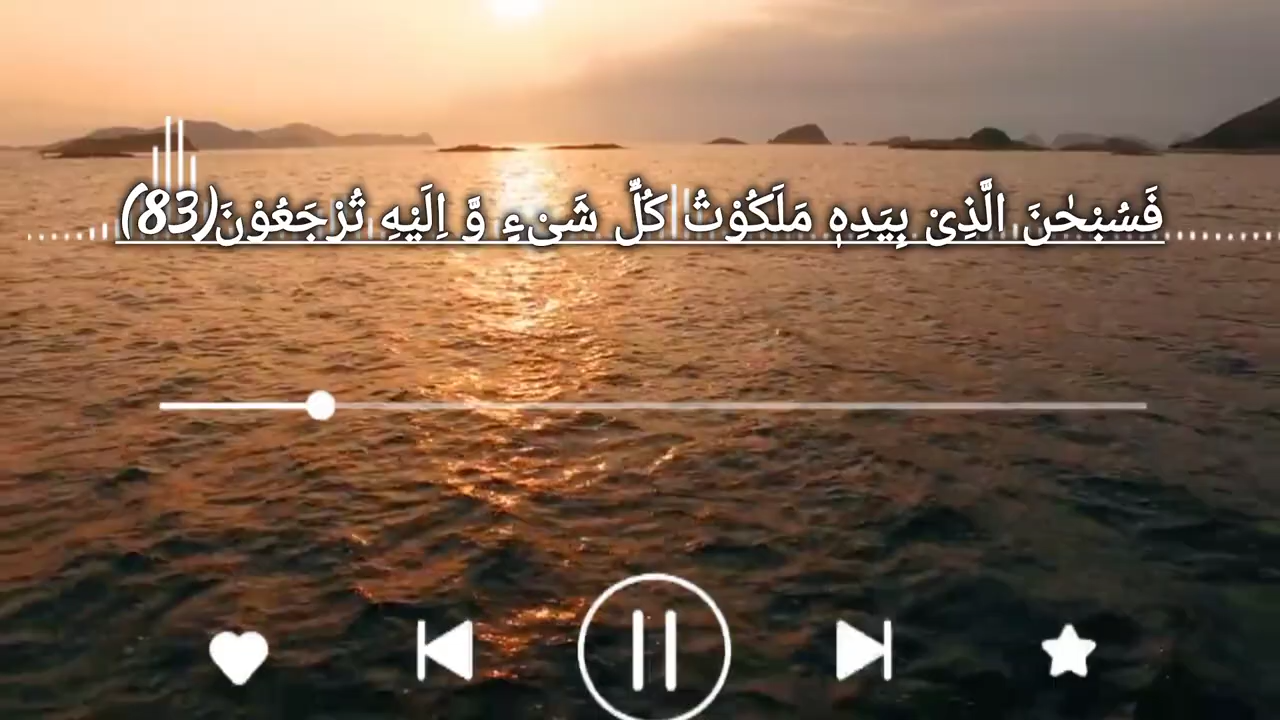 فَسُبْحٰنَ الَّذِیْ بِیَدِهٖ مَلَكُوْتُ كُلِّ شَیْءٍ وَّ اِلَیْهِ تُرْجَعُوْنَ(83)